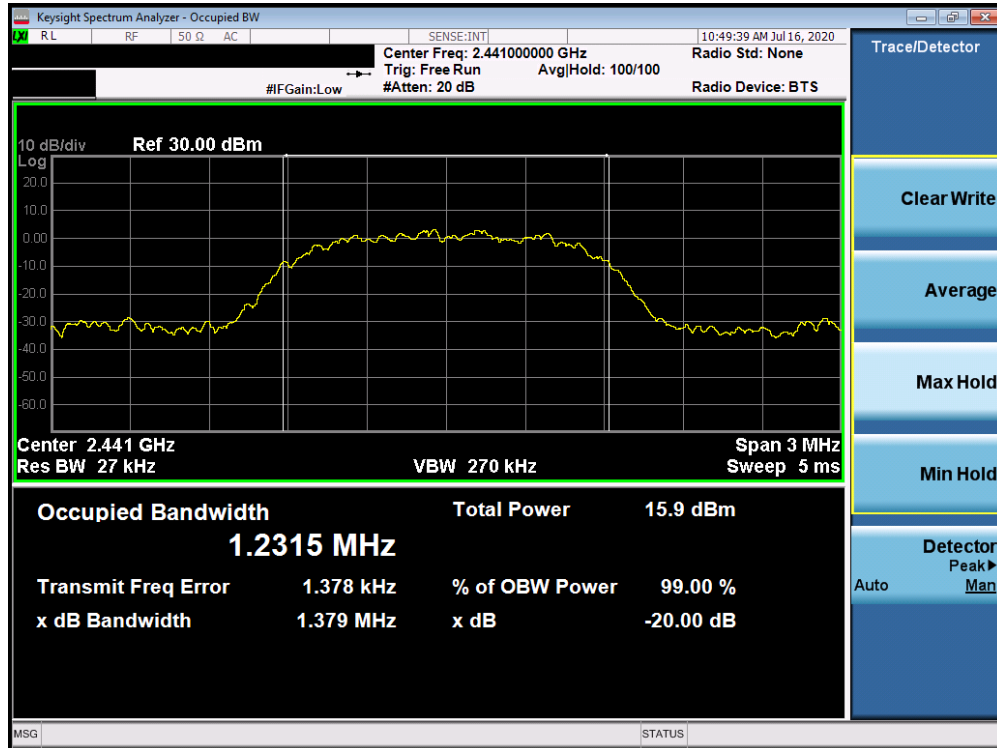 Keysight Spectrum Analyzer - Occupied BW
LXI RL RF 50 Ω AC SENSE:INT 10:49:39 AM Jul 16, 2020
Center Freq: 2.441000000 GHz Radio Std: None
Trig: Free Run Avg|Hold: 100/100
#IFGain:Low #Atten: 20 dB Radio Device: BTS
10 dB/div Ref 30.00 dBm
Log
20.0
10.0
0.00
-10.0
-20.0
-30.0
-40.0
-50.0
-60.0
Center 2.441 GHz Span 3 MHz
Res BW 27 kHz VBW 270 kHz Sweep 5 ms
Occupied Bandwidth Total Power 15.9 dBm
1.2315 MHz
Transmit Freq Error 1.378 kHz % of OBW Power 99.00 %
x dB Bandwidth 1.379 MHz x dB -20.00 dB
MSG STATUS
Trace/Detector
Clear Write
Average
Max Hold
Min Hold
Detector
Peak▶
Auto Man